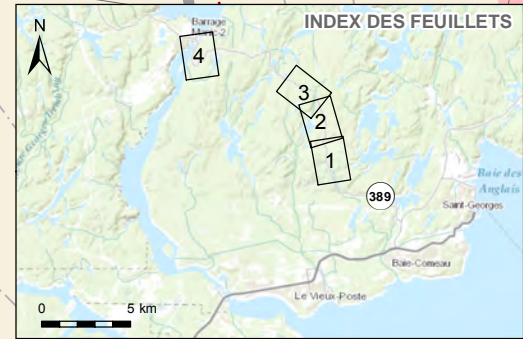 INDEX DES FEUILLETS
N
Barrage
Manic-2
4
3
2
1
389
Baie des
Anglais
Saint-Georges
Baie-Comeau
Le Vieux-Poste
0 5 km